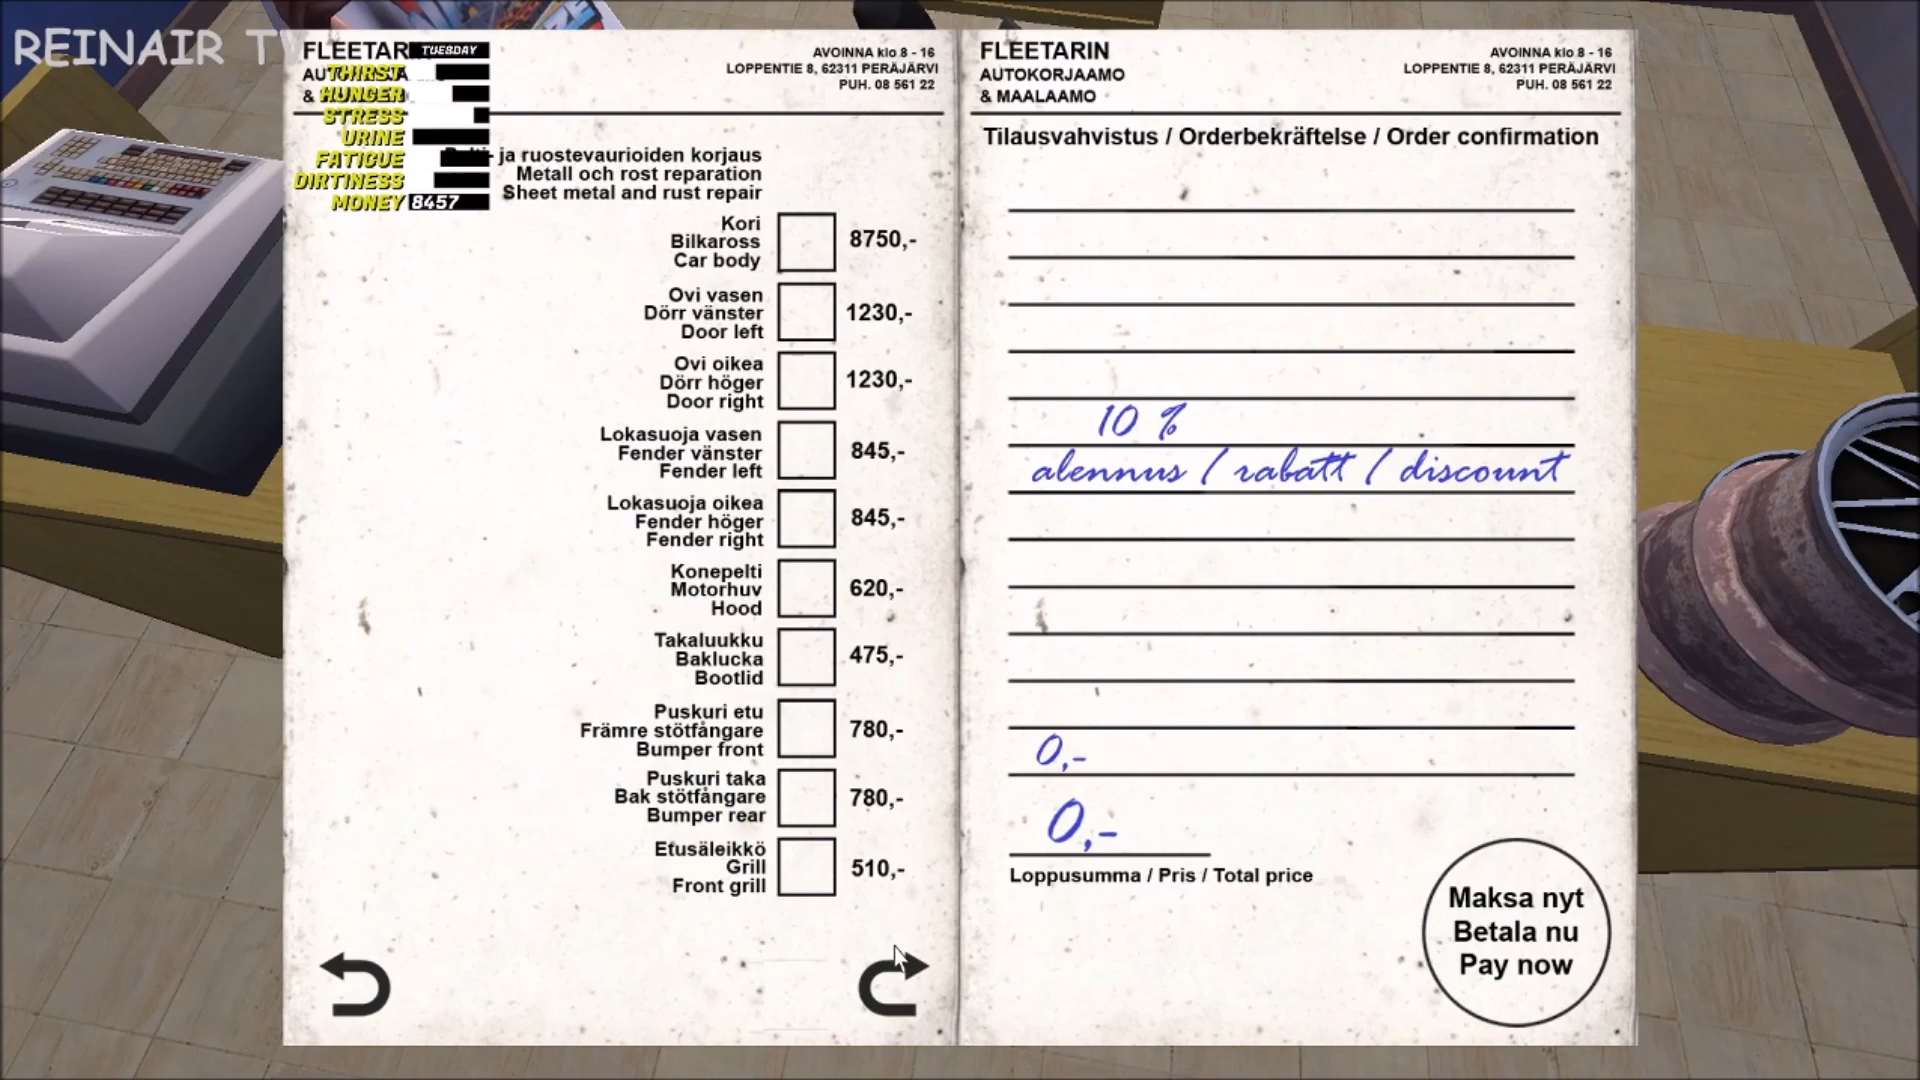 REINAIR TV
FLEETAR
TUESDAY
AU
THIRST
& HUNGER
STRESS
URINE
FATIGUE
DIRTINESS
MONEY 8457
AVOINNA klo 8 - 16
LOPPENTIE 8, 62311 PERÄJÄRVI
PUH. 08 561 22
ja ruostevaurioiden korjaus
Metall och rost reparation
Sheet metal and rust repair
Kori
Bilkaross
Car body
8750,-
Ovi vasen
Dörr vänster
Door left
1230,-
Ovi oikea
Dörr höger
Door right
1230,-
Lokasuoja vasen
Fender vänster
Fender left
845,-
Lokasuoja oikea
Fender höger
Fender right
845,-
Konepelti
Motorhuv
Hood
620,-
Takaluukku
Baklucka
Bootlid
475,-
Puskuri etu
Främre stötfångare
Bumper front
780,-
Puskuri taka
Bak stötfångare
Bumper rear
780,-
Etusäleikkö
Grill
Front grill
510,-
FLEETARIN
AUTOKORJAAMO
& MAALAAMO
AVOINNA klo 8 - 16
LOPPENTIE 8, 62311 PERÄJÄRVI
PUH. 08 561 22
Tilausvahvistus / Orderbekräftelse / Order confirmation
10 %
alennus / rabatt / discount
0,-
0,-
Loppusumma / Pris / Total price
Maksa nyt
Betala nu
Pay now